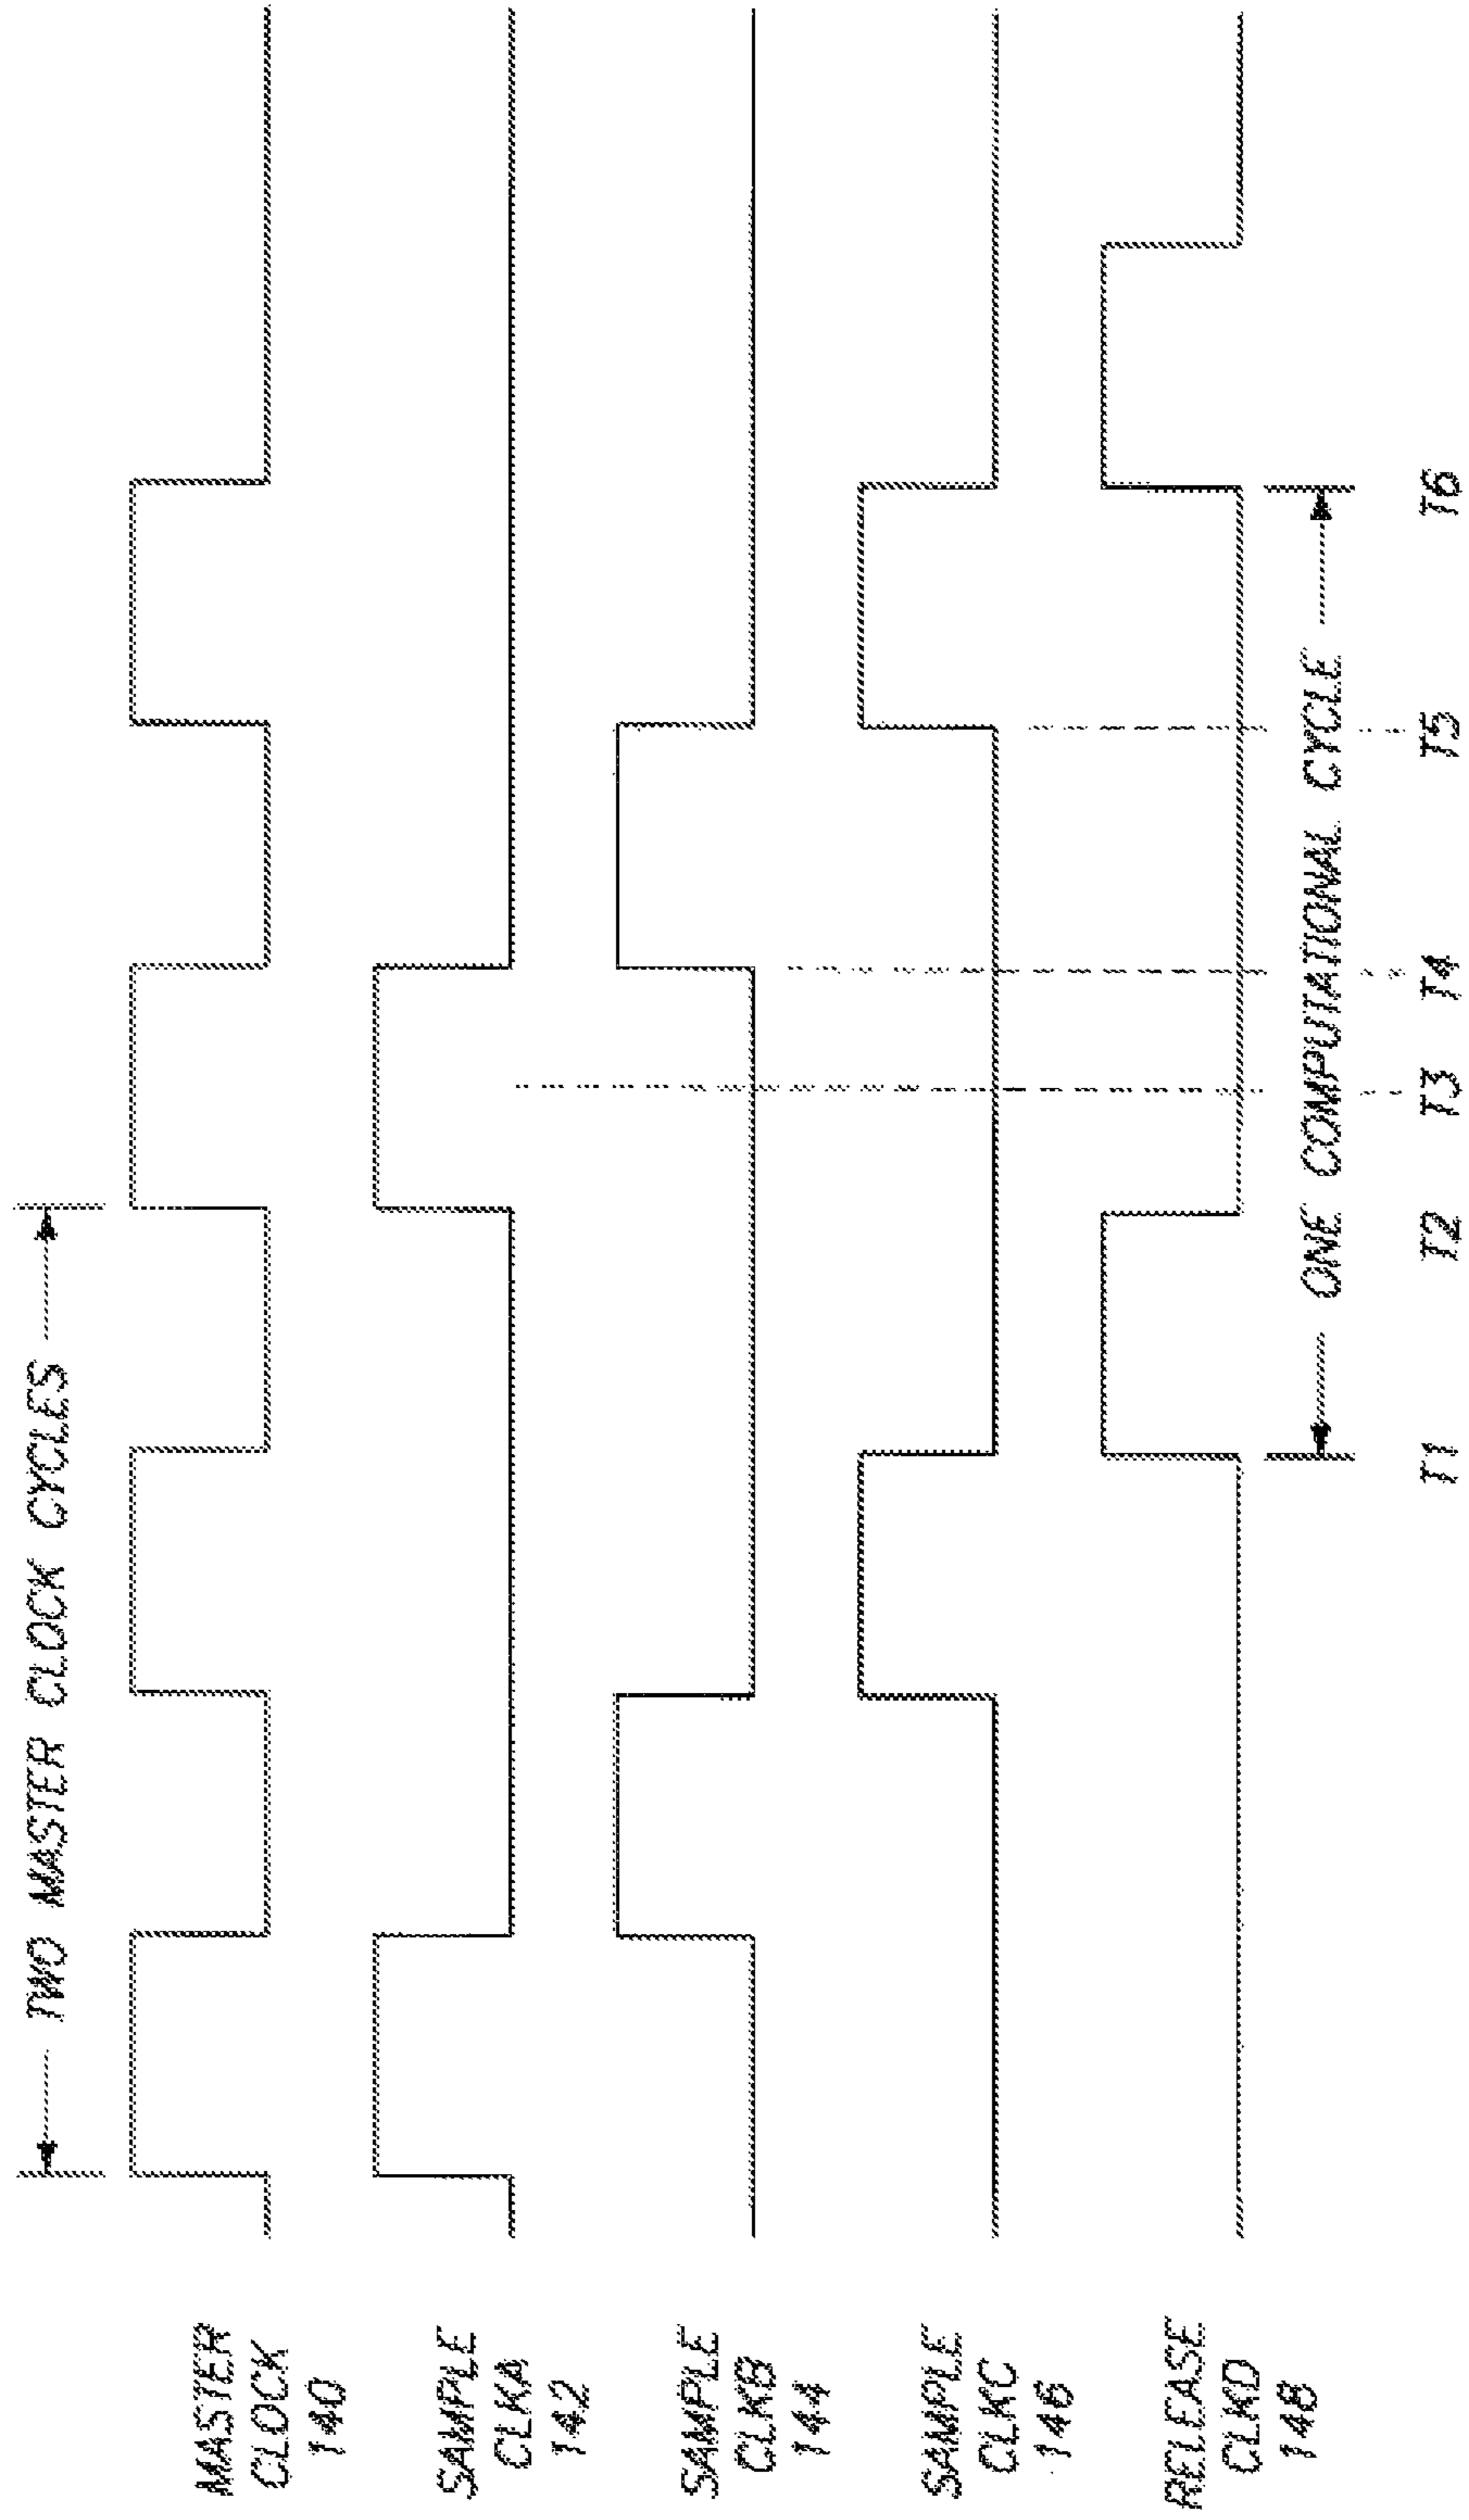 TWO MASTER CLOCK CYCLES
MASTER
CLOCK
140
SAMPLE
CLKA
142
SAMPLE
CLKB
144
SAMPLE
CLKC
146
RELEASE
CLKD
148
ONE COMPUTATIONAL CYCLE
T1 T2 T3 T4 T5 T6